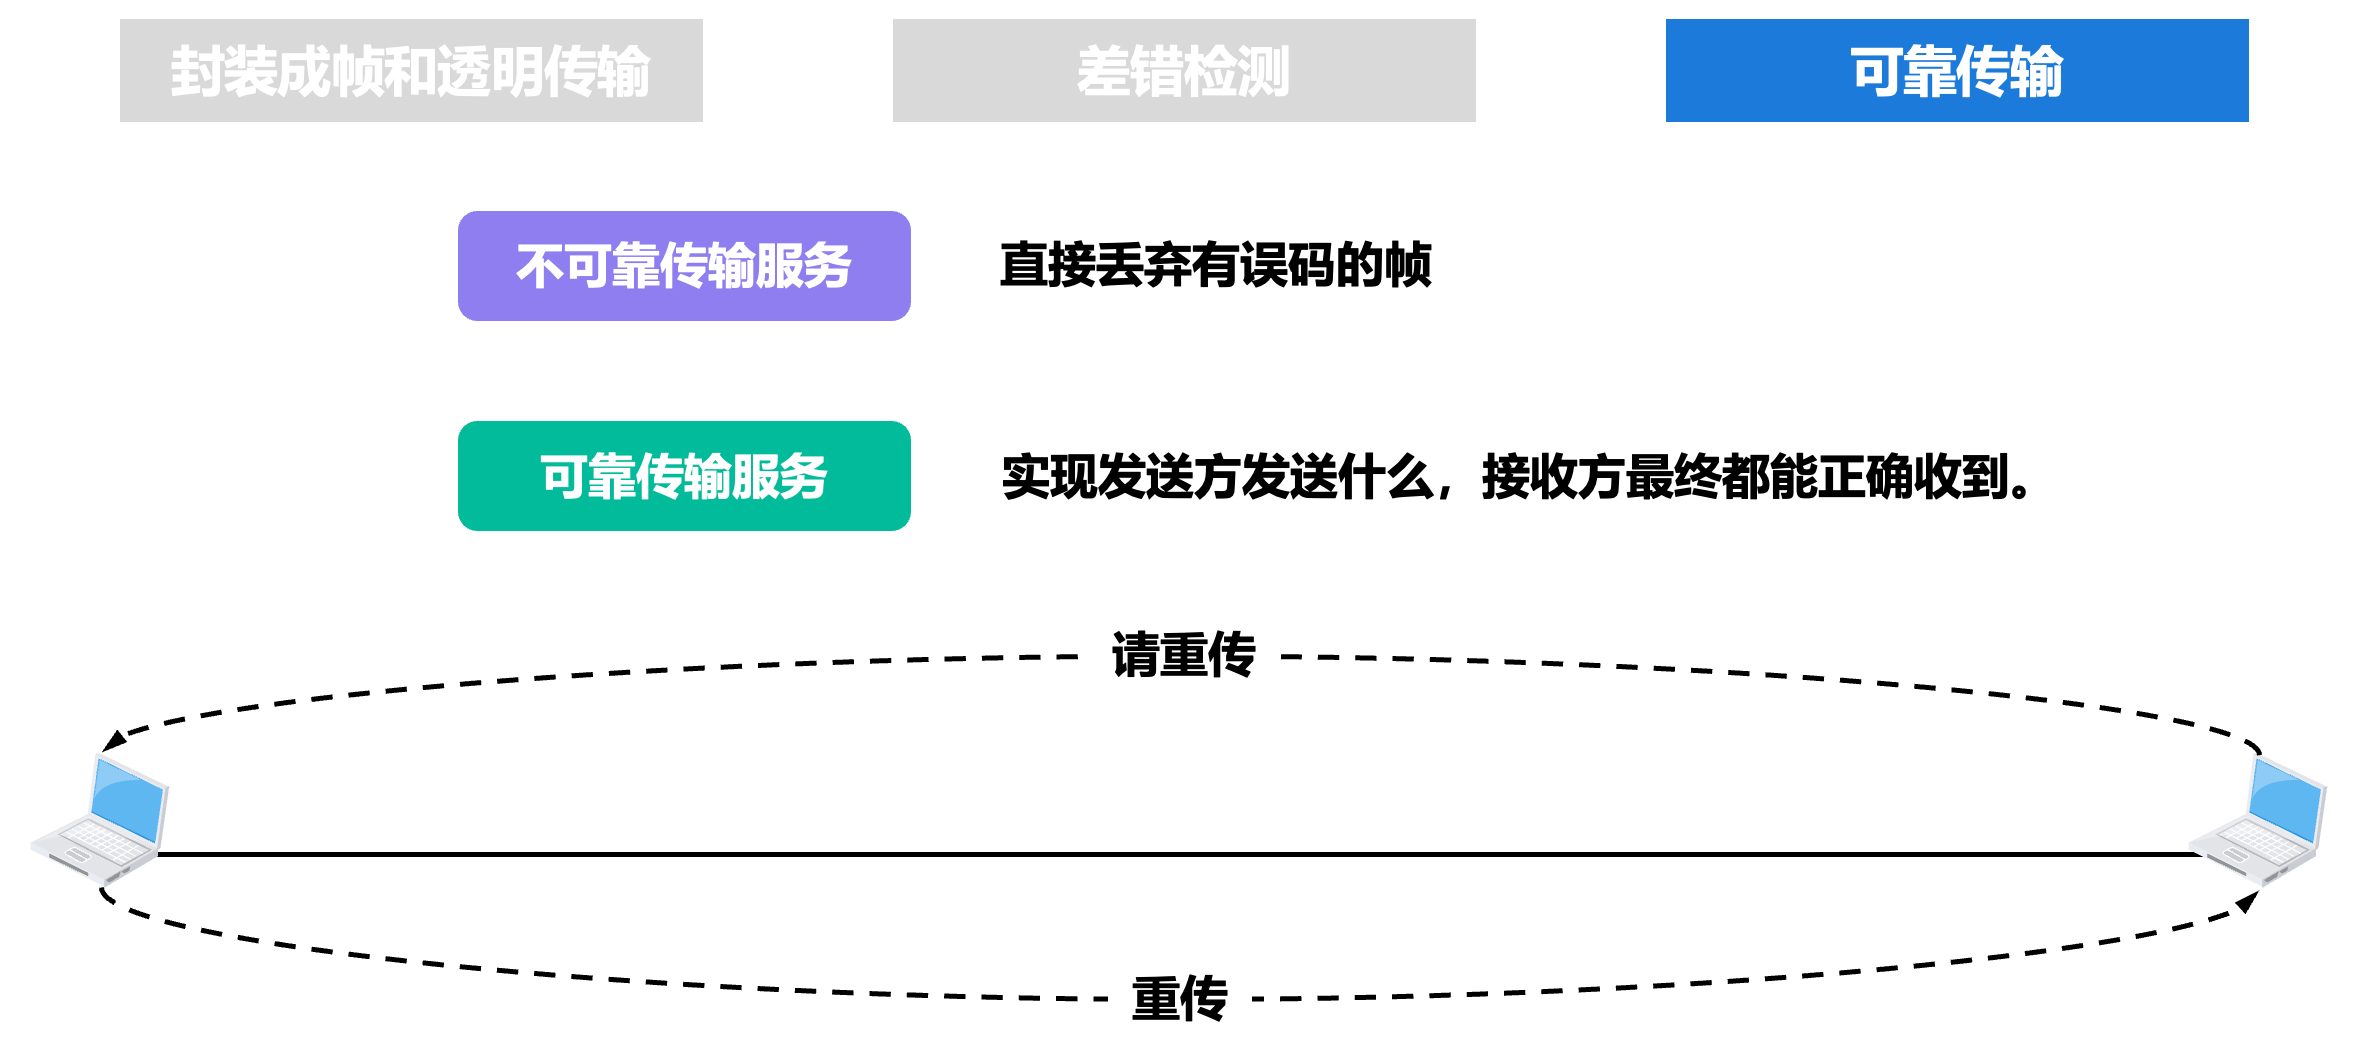 封装成帧和透明传输
差错检测
可靠传输
不可靠传输服务
直接丢弃有误码的帧
可靠传输服务
实现发送方发送什么，接收方最终都能正确收到。
请重传
重传